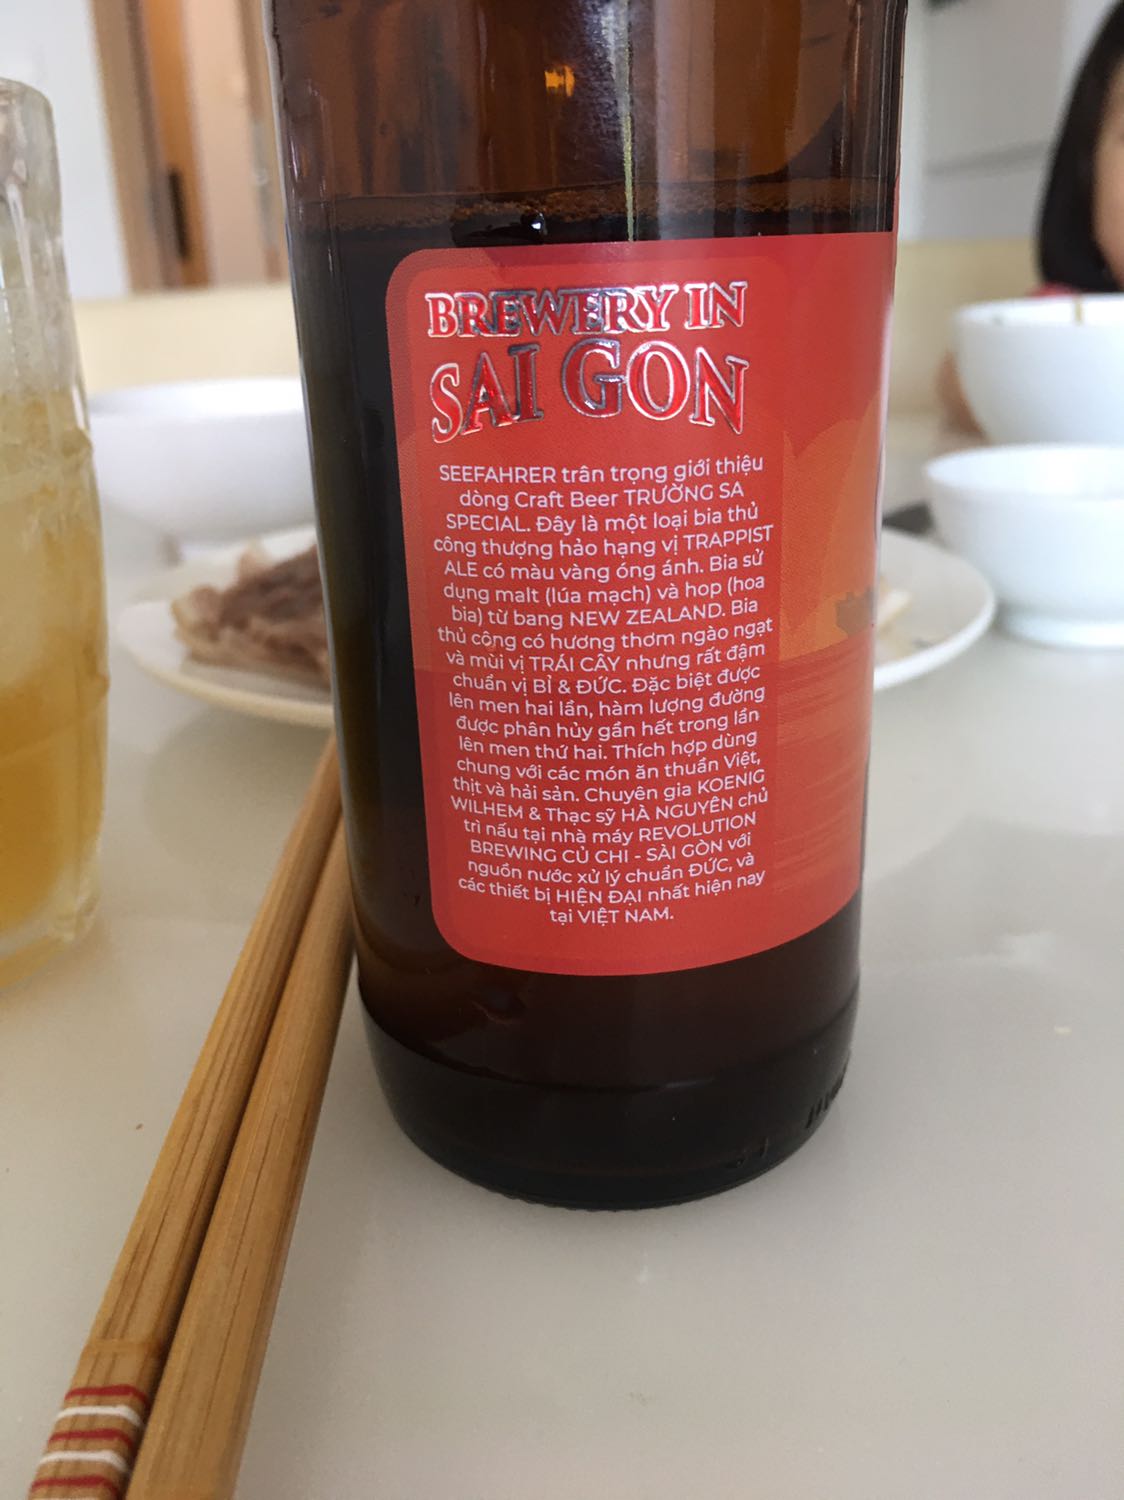 BREWERY IN
SAI GON
SEEFAHRER trân trọng giới thiệu
dòng Craft Beer TRƯỜNG SA
SPECIAL. Đây là một loại bia thủ
công thượng hảo hạng vị TRAPPIST
ALE có màu vàng óng ánh. Bia sử
dụng malt (lúa mạch) và hop (hoa
bia) từ bang NEW ZEALAND. Bia
thủ công có hương thơm ngào ngạt
và mùi vị TRÁI CÂY nhưng rất đậm
chuẩn vị BỈ & ĐỨC. Đặc biệt được
lên men hai lần, hàm lượng đường
được phân hủy gần hết trong lần
lên men thứ hai. Thích hợp dùng
chung với các món ăn thuần Việt,
thịt và hải sản. Chuyên gia KOENIG
WILHEM & Thạc sỹ HÀ NGUYÊN chủ
trì nấu tại nhà máy REVOLUTION
BREWING CỦ CHI - SÀI GÒN với
nguồn nước xử lý chuẩn ĐỨC, và
các thiết bị HIỆN ĐẠI nhất hiện nay
tại VIỆT NAM.